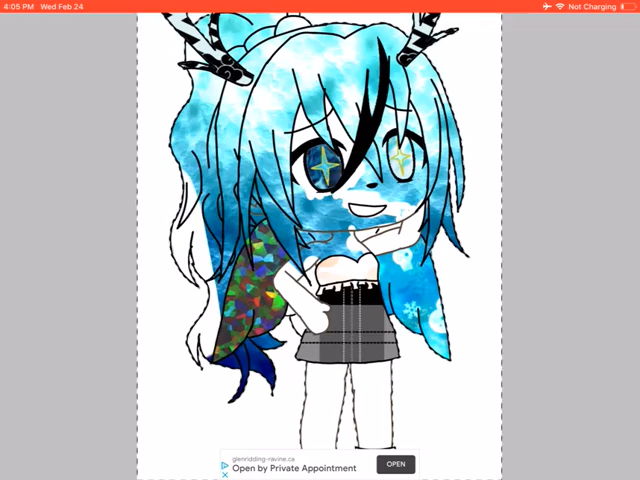 4:05 PM Wed Feb 24
Not Charging
glenridding-ravine.ca
Open by Private Appointment
OPEN